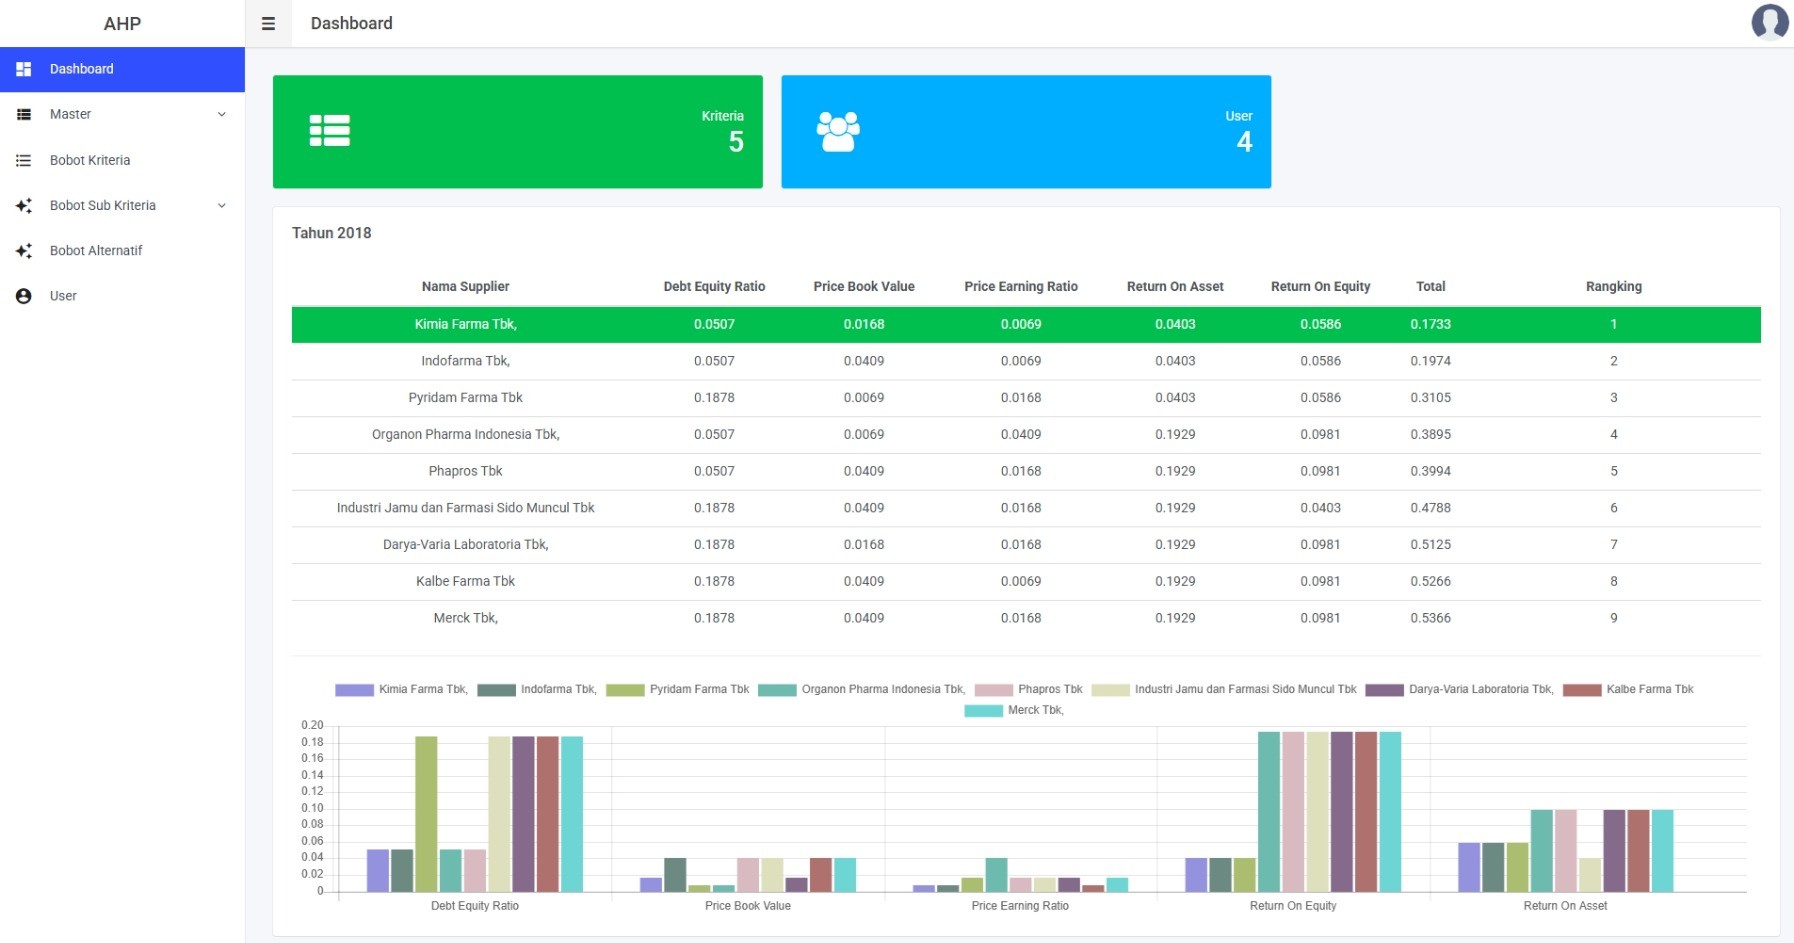 AHP
Dashboard
Dashboard
Master
Bobot Kriteria
Bobot Sub Kriteria
Bobot Alternatif
User
Kriteria
5
User
4
Tahun 2018
Nama Supplier Debt Equity Ratio Price Book Value Price Earning Ratio Return On Asset Return On Equity Total Rangking
Kimia Farma Tbk, 0.0507 0.0168 0.0069 0.0403 0.0586 0.1733 1
Indofarma Tbk, 0.0507 0.0409 0.0069 0.0403 0.0586 0.1974 2
Pyridam Farma Tbk 0.1878 0.0069 0.0168 0.0403 0.0586 0.3105 3
Organon Pharma Indonesia Tbk, 0.0507 0.0069 0.0409 0.1929 0.0981 0.3895 4
Phapros Tbk 0.0507 0.0409 0.0168 0.1929 0.0981 0.3994 5
Industri Jamu dan Farmasi Sido Muncul Tbk 0.1878 0.0409 0.0168 0.1929 0.0403 0.4788 6
Darya-Varia Laboratoria Tbk, 0.1878 0.0168 0.0168 0.1929 0.0981 0.5125 7
Kalbe Farma Tbk 0.1878 0.0409 0.0069 0.1929 0.0981 0.5266 8
Merck Tbk, 0.1878 0.0409 0.0168 0.1929 0.0981 0.5366 9
Kimia Farma Tbk, Indofarma Tbk, Pyridam Farma Tbk Organon Pharma Indonesia Tbk, Phapros Tbk Industri Jamu dan Farmasi Sido Muncul Tbk Darya-Varia Laboratoria Tbk, Kalbe Farma Tbk
Merck Tbk,
0.20
0.18
0.16
0.14
0.12
0.10
0.08
0.06
0.04
0.02
0
Debt Equity Ratio Price Book Value Price Earning Ratio Return On Equity Return On Asset